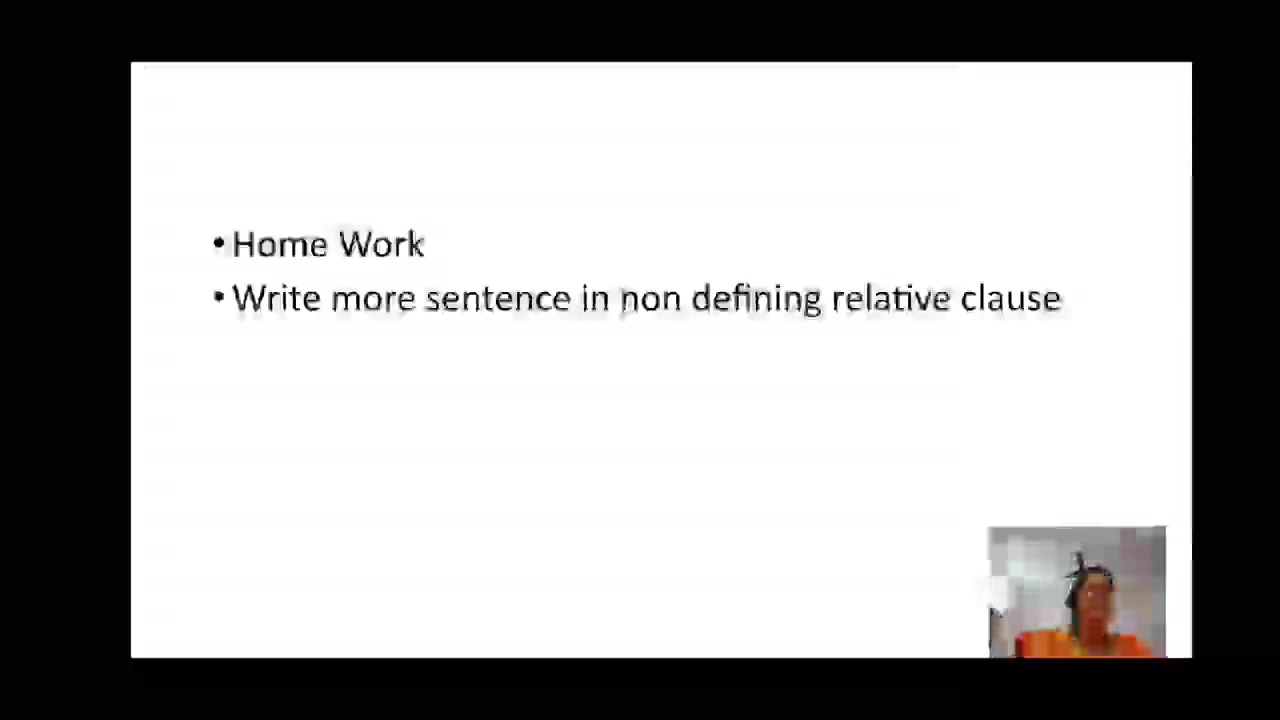 • Home Work
• Write more sentence in non defining relative clause